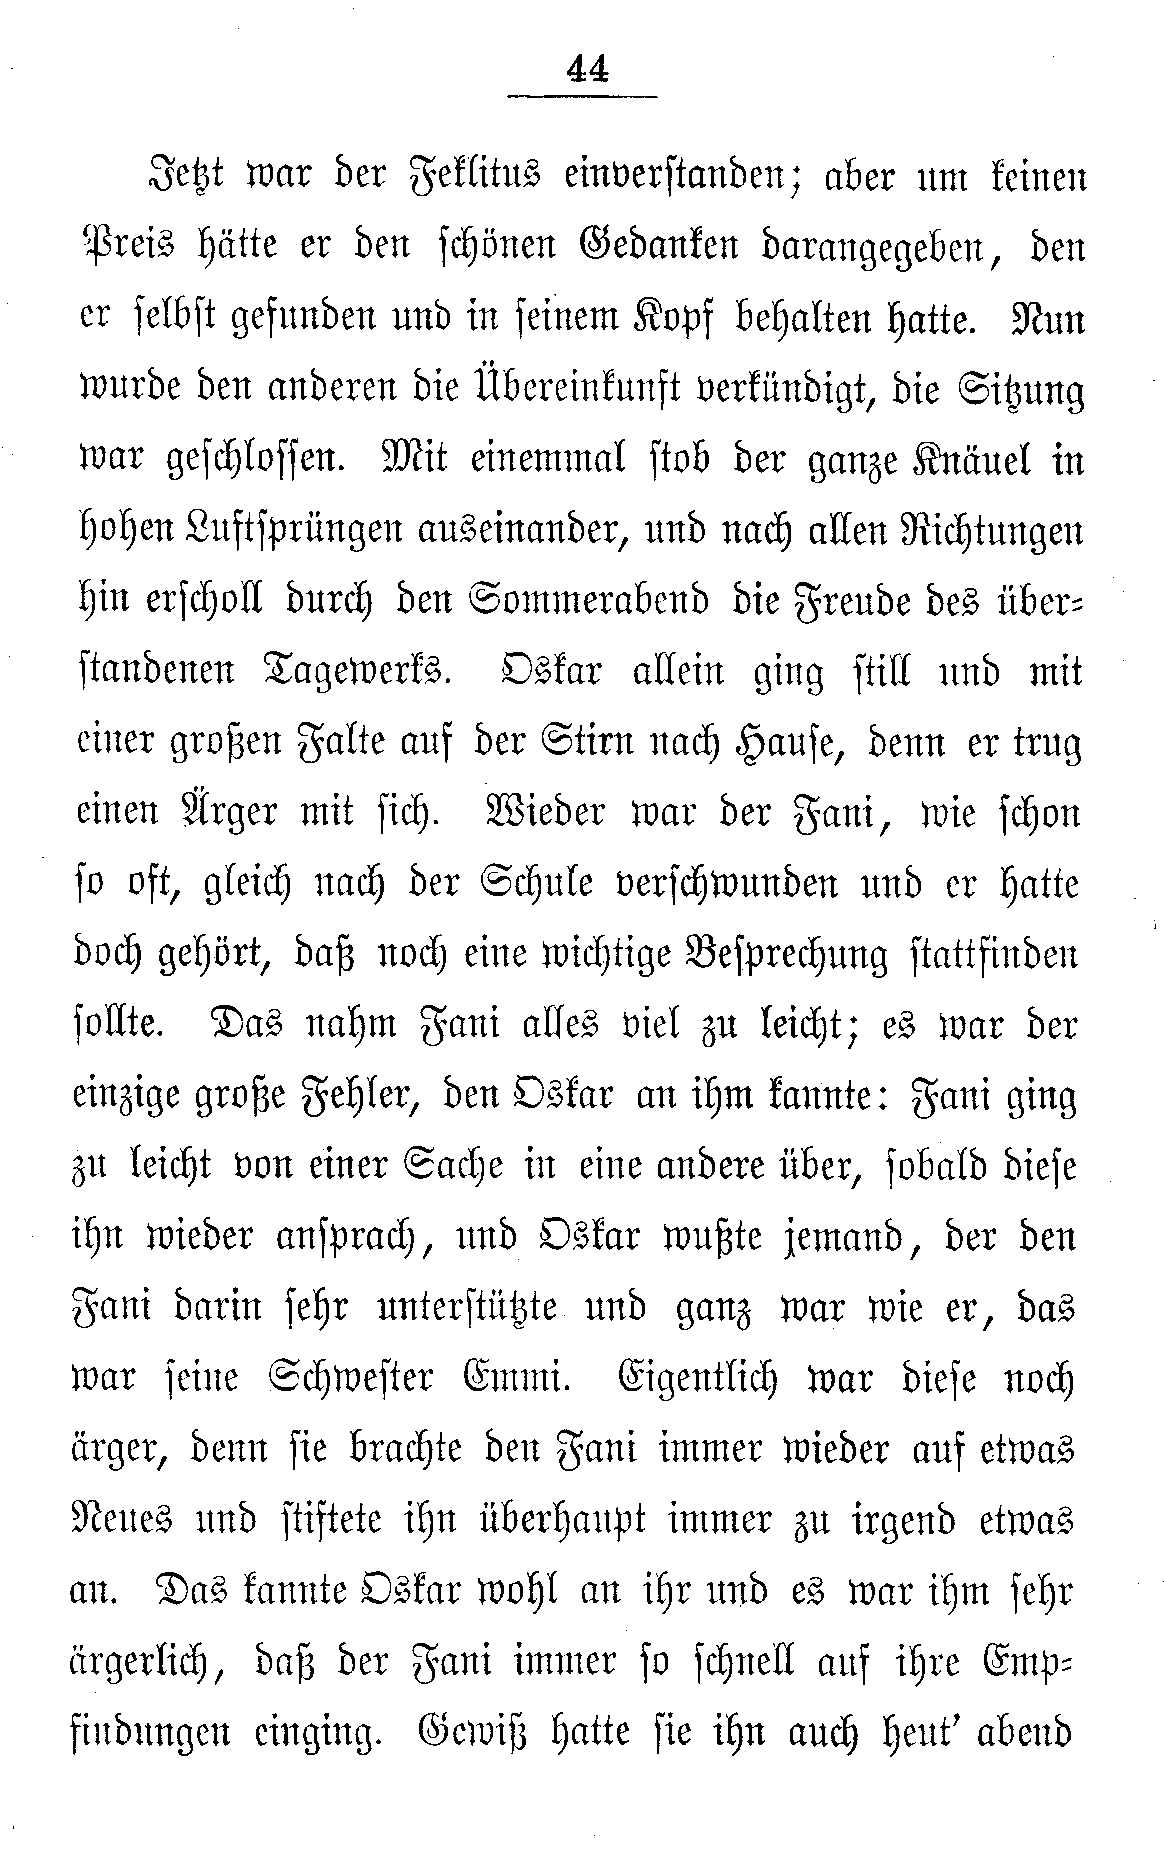 44
Jetzt war der Feklitus einverstanden; aber um keinen
Preis hätte er den schönen Gedanken darangegeben, den
er selbst gefunden und in seinem Kopf behalten hatte. Nun
wurde den anderen die Übereinkunft verkündigt, die Sitzung
war geschlossen. Mit einemmal stob der ganze Knäuel in
hohen Luftsprüngen auseinander, und nach allen Richtungen
hin erscholl durch den Sommerabend die Freude des über-
standenen Tagewerks. Oskar allein ging still und mit
einer großen Falte auf der Stirn nach Hause, denn er trug
einen Ärger mit sich. Wieder war der Fani, wie schon
so oft, gleich nach der Schule verschwunden und er hatte
doch gehört, daß noch eine wichtige Besprechung stattfinden
sollte. Das nahm Fani alles viel zu leicht; es war der
einzige große Fehler, den Oskar an ihm kannte: Fani ging
zu leicht von einer Sache in eine andere über, sobald diese
ihn wieder ansprach, und Oskar wußte jemand, der den
Fani darin sehr unterstützte und ganz war wie er, das
war seine Schwester Emmi. Eigentlich war diese noch
ärger, denn sie brachte den Fani immer wieder auf etwas
Neues und stiftete ihn überhaupt immer zu irgend etwas
an. Das kannte Oskar wohl an ihr und es war ihm sehr
ärgerlich, daß der Fani immer so schnell auf ihre Emp-
findungen einging. Gewiß hatte sie ihn auch heut' abend